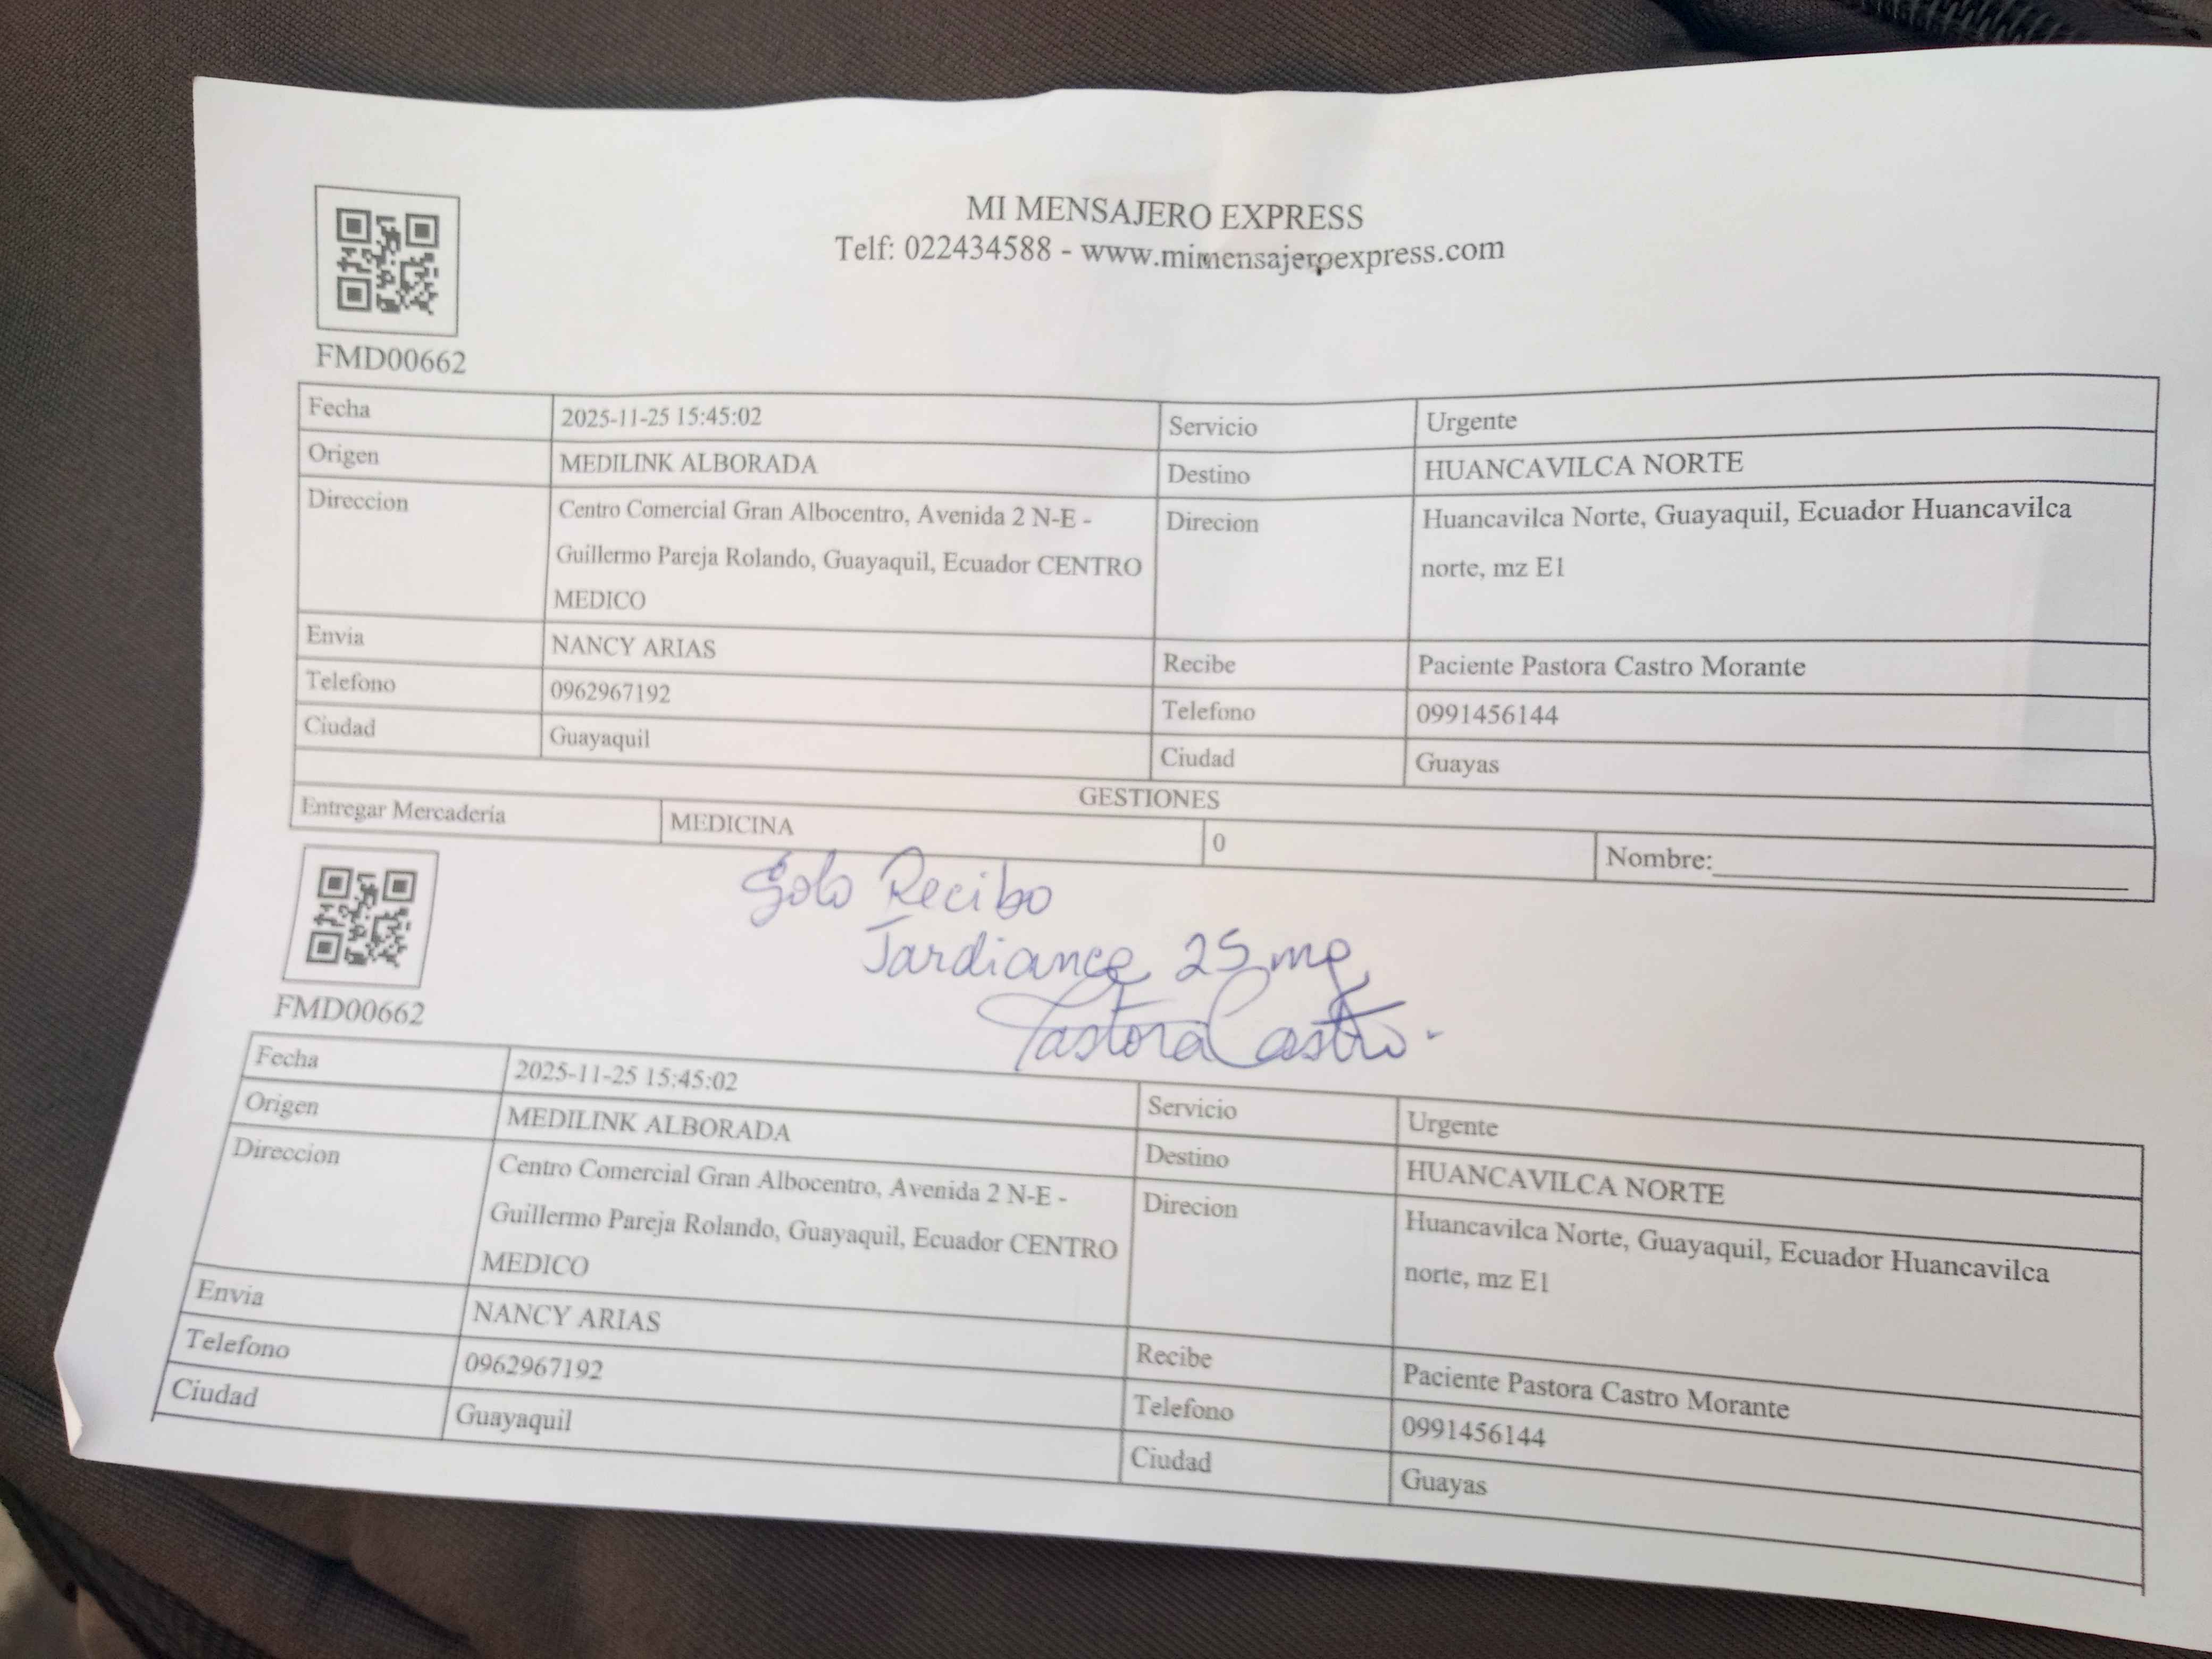 MI MENSAJERO EXPRESS
Telf: 022434588 - www.mimensajeroexpress.com
FMD00662
Fecha 2025-11-25 15:45:02 Servicio Urgente
Origen MEDILINK ALBORADA Destino HUANCAVILCA NORTE
Direccion Centro Comercial Gran Albocentro, Avenida 2 N-E - Direcion Huancavilca Norte, Guayaquil, Ecuador Huancavilca
Guillermo Pareja Rolando, Guayaquil, Ecuador CENTRO norte, mz E1
MEDICO
Envia NANCY ARIAS Recibe Paciente Pastora Castro Morante
Telefono 0962967192 Telefono 0991456144
Ciudad Guayaquil Ciudad Guayas
GESTIONES
Entregar Mercaderia MEDICINA 0 Nombre:
Solo Recibo
Jardiance 25 mg
Pastora Castro.
FMD00662
Fecha 2025-11-25 15:45:02 Servicio Urgente
Origen MEDILINK ALBORADA Destino HUANCAVILCA NORTE
Direccion Centro Comercial Gran Albocentro, Avenida 2 N-E - Direcion Huancavilca Norte, Guayaquil, Ecuador Huancavilca
Guillermo Pareja Rolando, Guayaquil, Ecuador CENTRO norte, mz E1
MEDICO
Envia NANCY ARIAS Recibe Paciente Pastora Castro Morante
Telefono 0962967192 Telefono 0991456144
Ciudad Guayaquil Ciudad Guayas